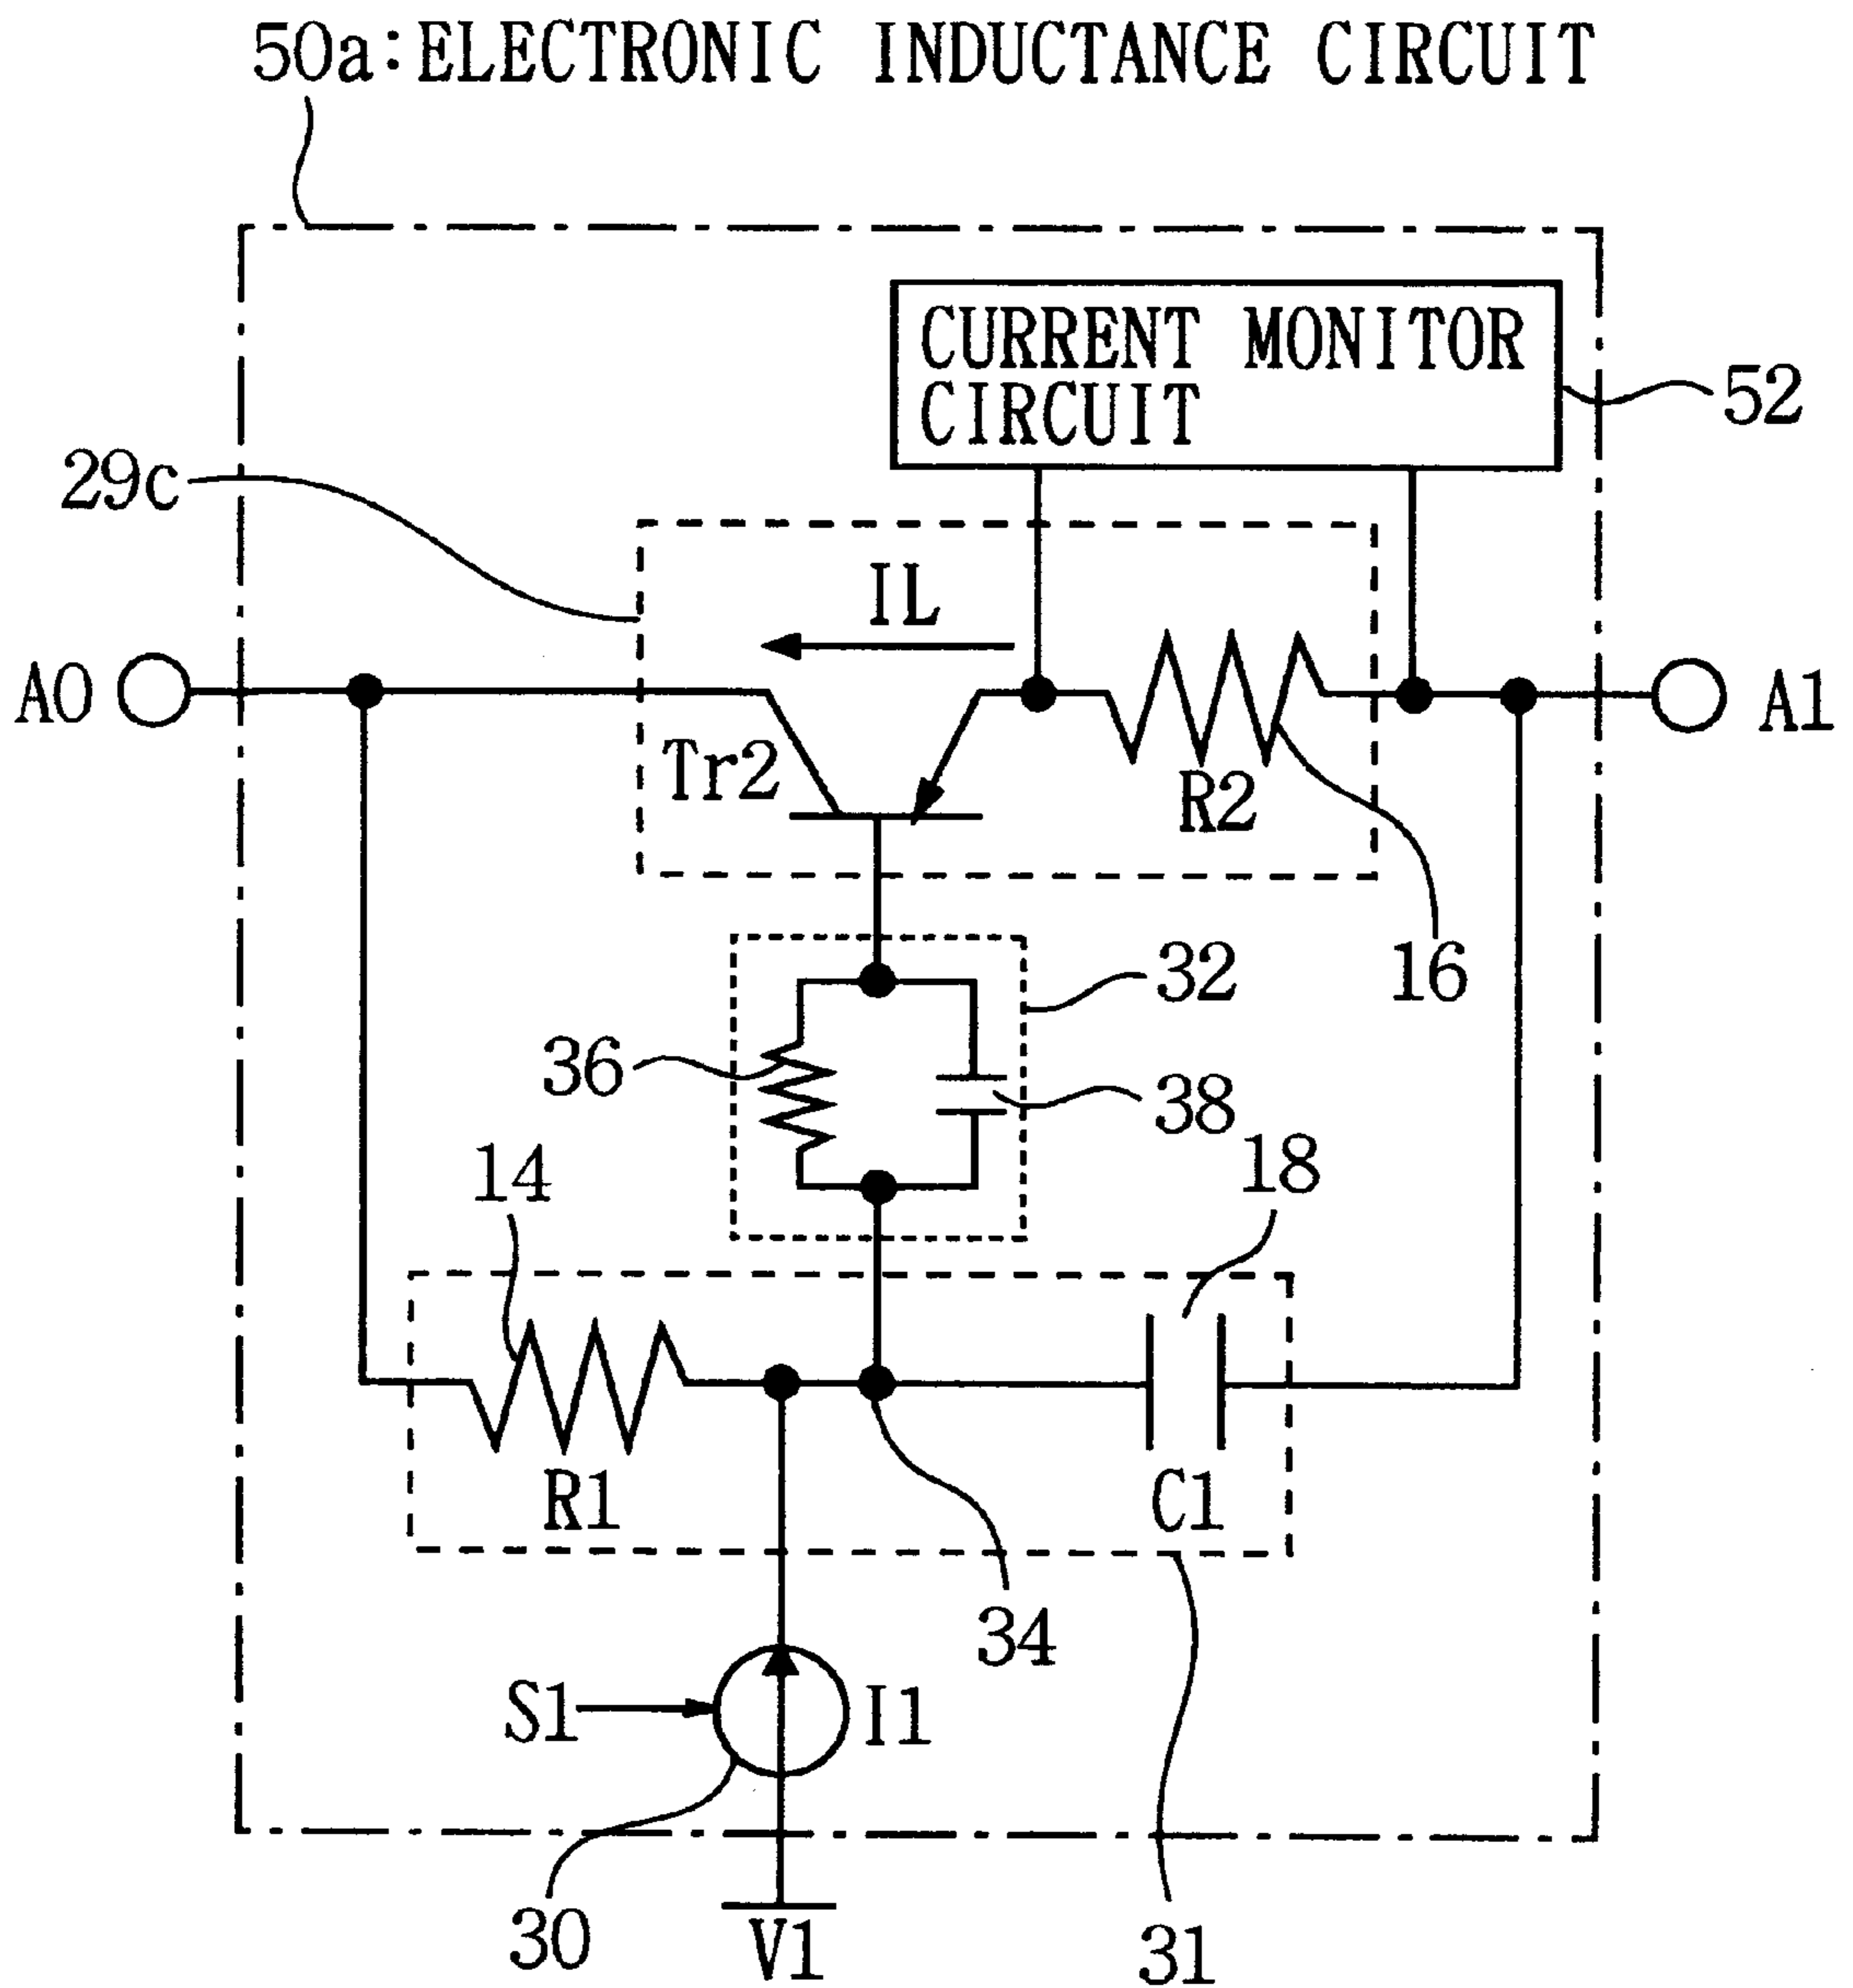 50a:ELECTRONIC INDUCTANCE CIRCUIT
CURRENT MONITOR
CIRCUIT
52
29c
IL
A0
A1
Tr2
R2
16
32
36
38
18
14
R1
C1
34
S1
I1
30
V1
31